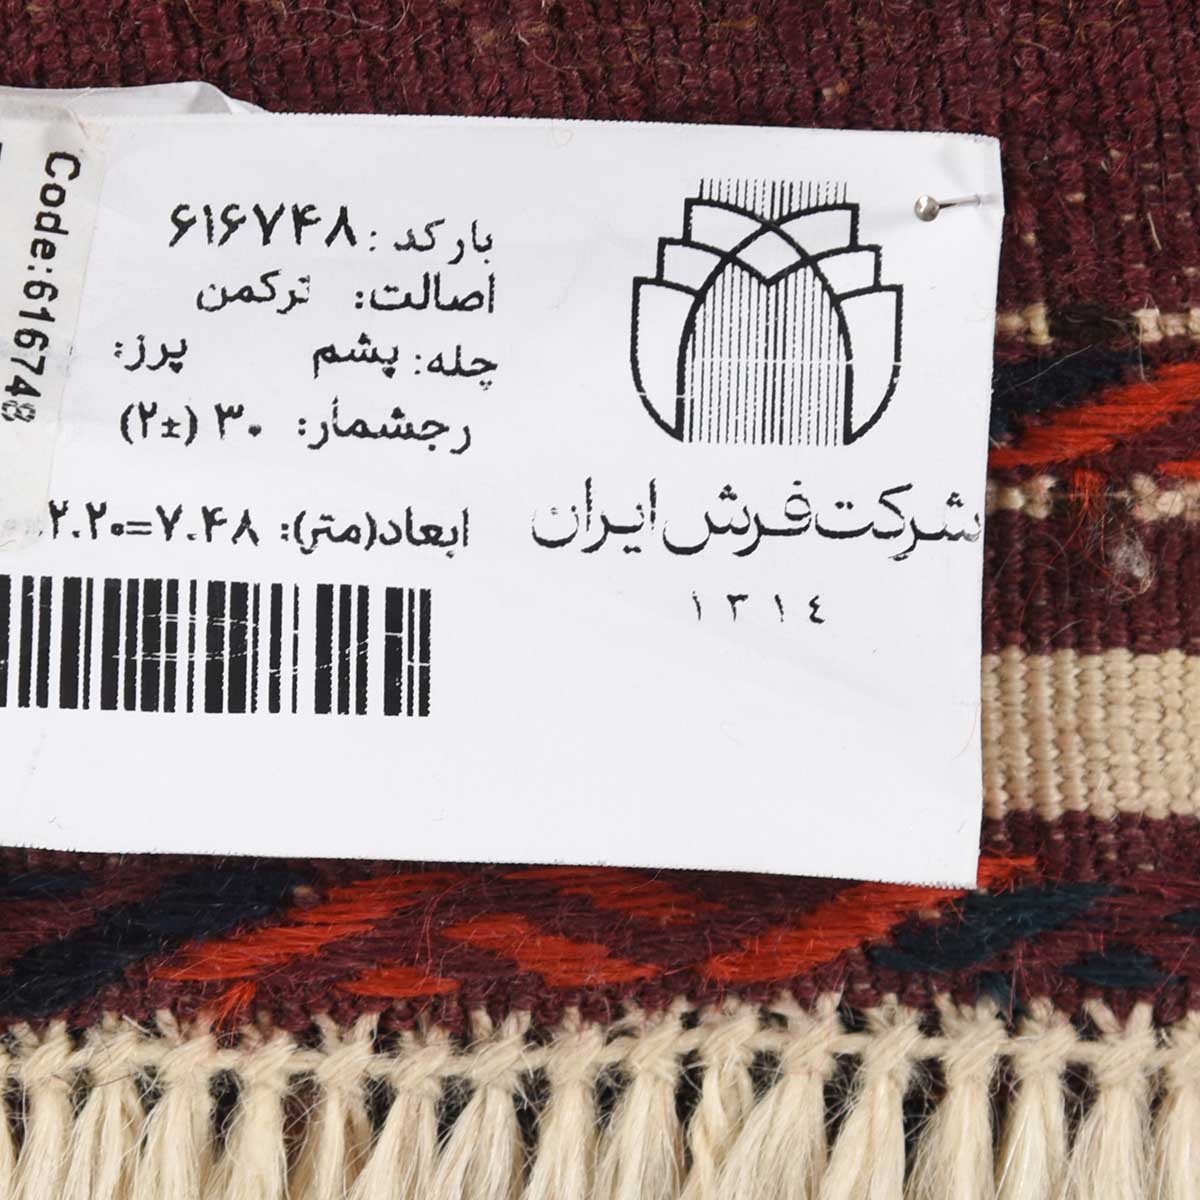 بارکد: ۶۱۶۷۴۸
اصالت: ترکمن
چله: پشم پرز:
رجشمار: ۳۰ (±۲)
ابعاد(متر): ۲.۲۰=۷.۴۸
شرکت فرش ایران
۱۳۱٤
Code:616748